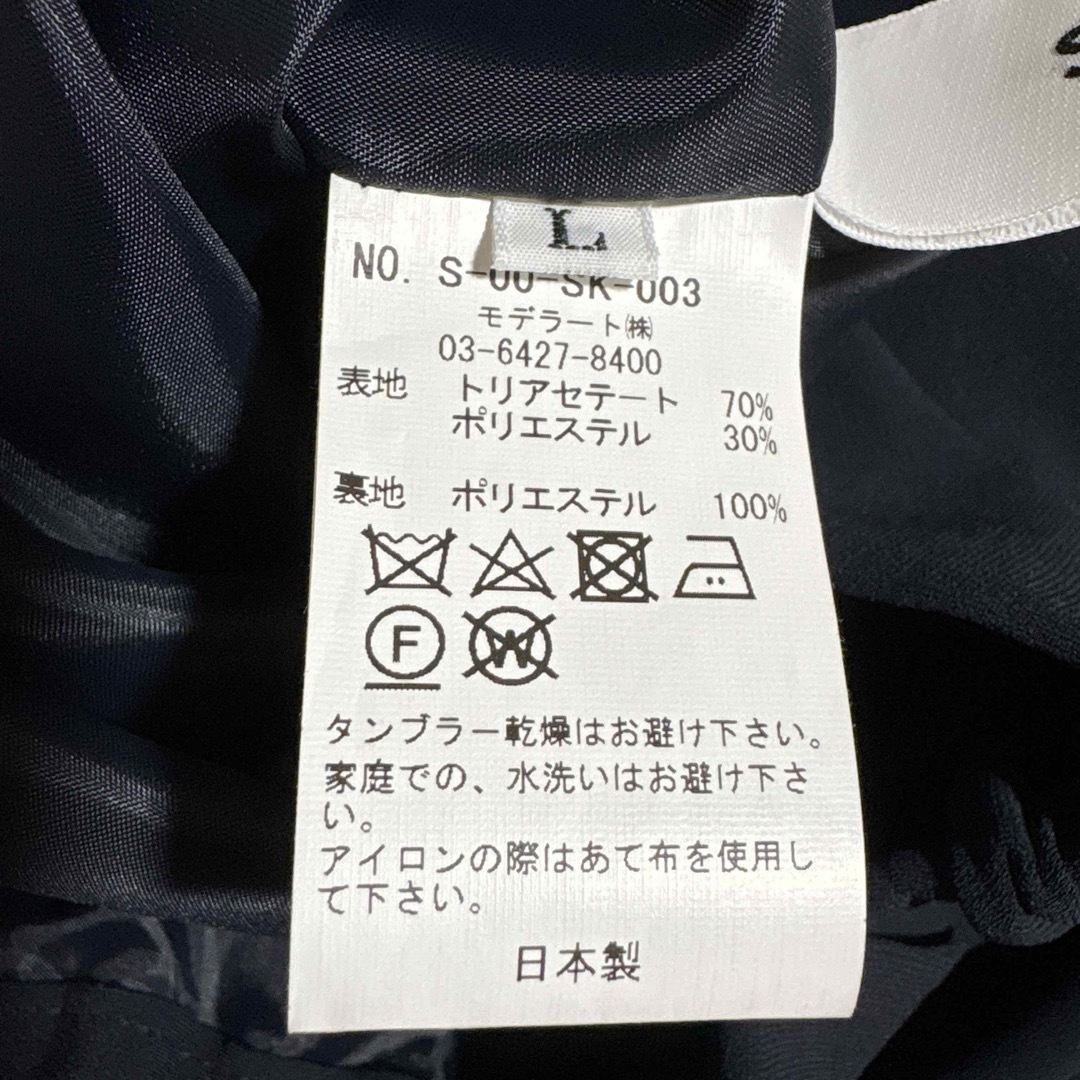 L
NO. S-00-SK-003
モデラート㈱
03-6427-8400
表地 トリアセテート 70%
ポリエステル 30%
裏地 ポリエステル 100%
F
W
タンブラー乾燥はお避け下さい。
家庭での、水洗いはお避け下さ
い。
アイロンの際はあて布を使用し
て下さい。
日本製